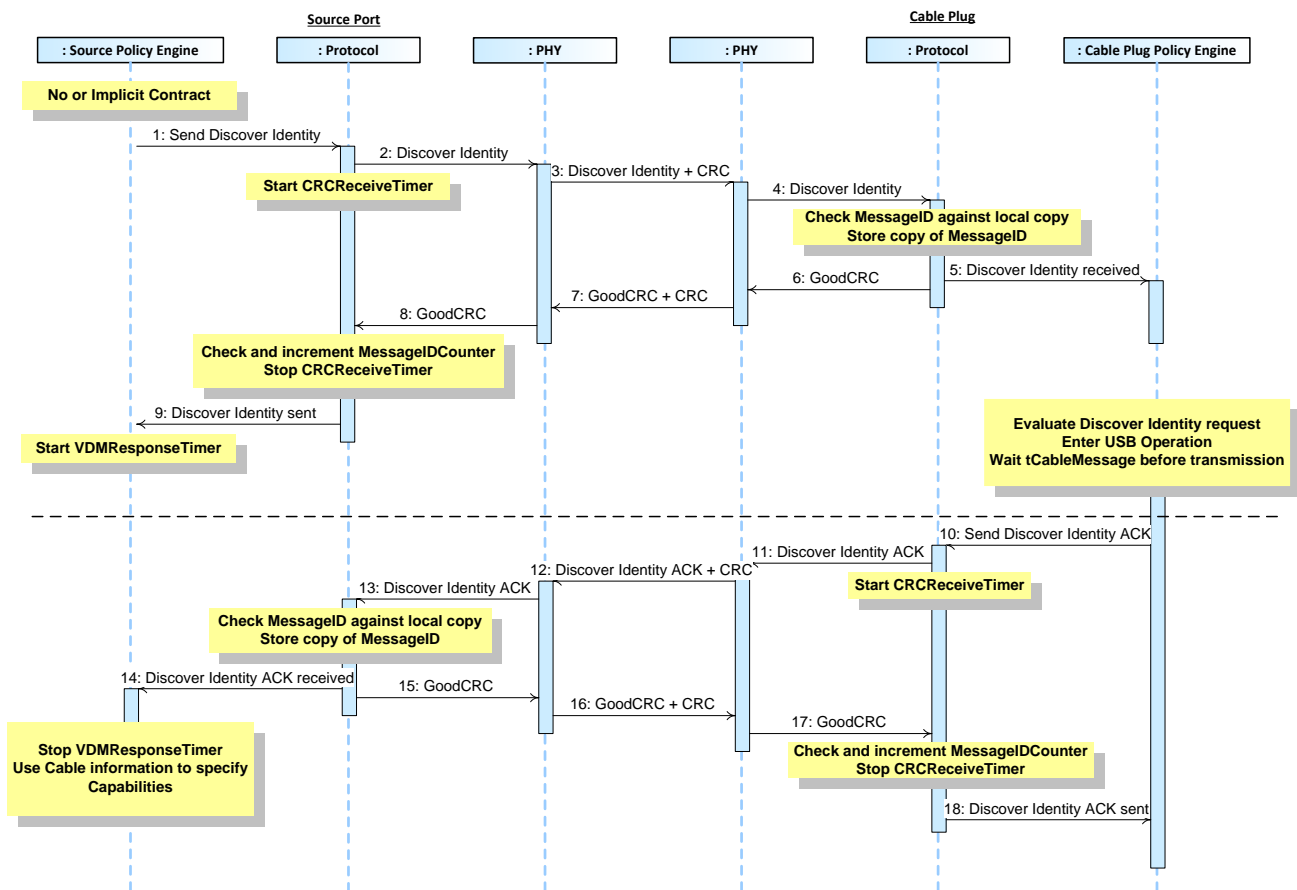 Source Port
Cable Plug
: Source Policy Engine
: Protocol
: PHY
: PHY
: Protocol
: Cable Plug Policy Engine
No or Implicit Contract
1: Send Discover Identity
2: Discover Identity
3: Discover Identity + CRC
Start CRCReceiveTimer
4: Discover Identity
Check MessageID against local copy
Store copy of MessageID
5: Discover Identity received
6: GoodCRC
7: GoodCRC + CRC
8: GoodCRC
Check and increment MessageIDCounter
Stop CRCReceiveTimer
9: Discover Identity sent
Start VDMResponseTimer
Evaluate Discover Identity request
Enter USB Operation
Wait tCableMessage before transmission
10: Send Discover Identity ACK
11: Discover Identity ACK
12: Discover Identity ACK + CRC
Start CRCReceiveTimer
13: Discover Identity ACK
Check MessageID against local copy
Store copy of MessageID
14: Discover Identity ACK received
15: GoodCRC
16: GoodCRC + CRC
17: GoodCRC
Stop VDMResponseTimer
Use Cable information to specify
Capabilities
Check and increment MessageIDCounter
Stop CRCReceiveTimer
18: Discover Identity ACK sent